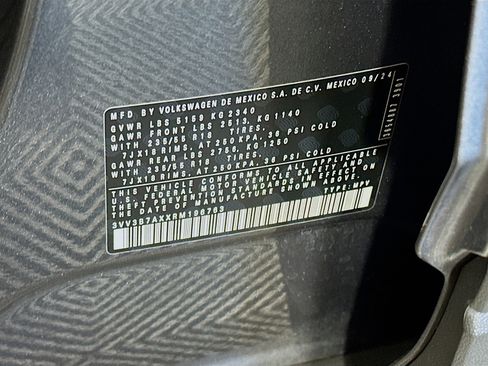 MFD. BY VOLKSWAGEN DE MEXICO S.A. DE C.V. MEXICO 09/24
GVWR LBS 5159 KG 2340
GAWR FRONT LBS 2513, KG 1140
WITH 235/55 R18 TIRES,
7JX18 RIMS, AT 250 KPA, 36 PSI COLD
GAWR REAR LBS 2756, KG 1250
WITH 235/55 R18 TIRES,
7JX18 RIMS, AT 250 KPA, 36 PSI COLD
THIS VEHICLE CONFORMS TO ALL APPLICABLE
U.S. FEDERAL MOTOR VEHICLE SAFETY AND
THEFT PREVENTION STANDARDS IN EFFECT ON
THE DATE OF MANUFACTURE SHOWN ABOVE.
TYPE: MPV